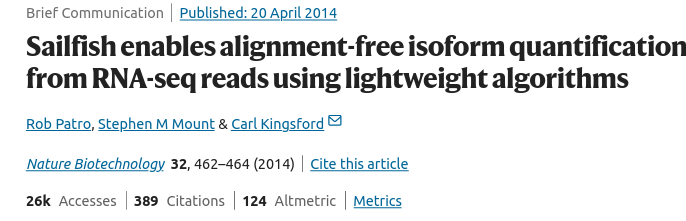 Brief Communication | Published: 20 April 2014
Sailfish enables alignment-free isoform quantification
from RNA-seq reads using lightweight algorithms
Rob Patro, Stephen M Mount & Carl Kingsford
Nature Biotechnology 32, 462–464 (2014) | Cite this article
26k Accesses | 389 Citations | 124 Altmetric | Metrics